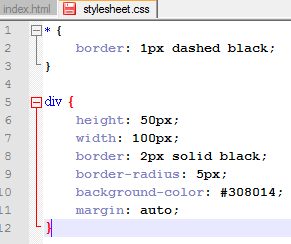 index.html stylesheet.css
1 * {
2 border: 1px dashed black;
3 }
4
5 div {
6 height: 50px;
7 width: 100px;
8 border: 2px solid black;
9 border-radius: 5px;
10 background-color: #308014;
11 margin: auto;
12 }